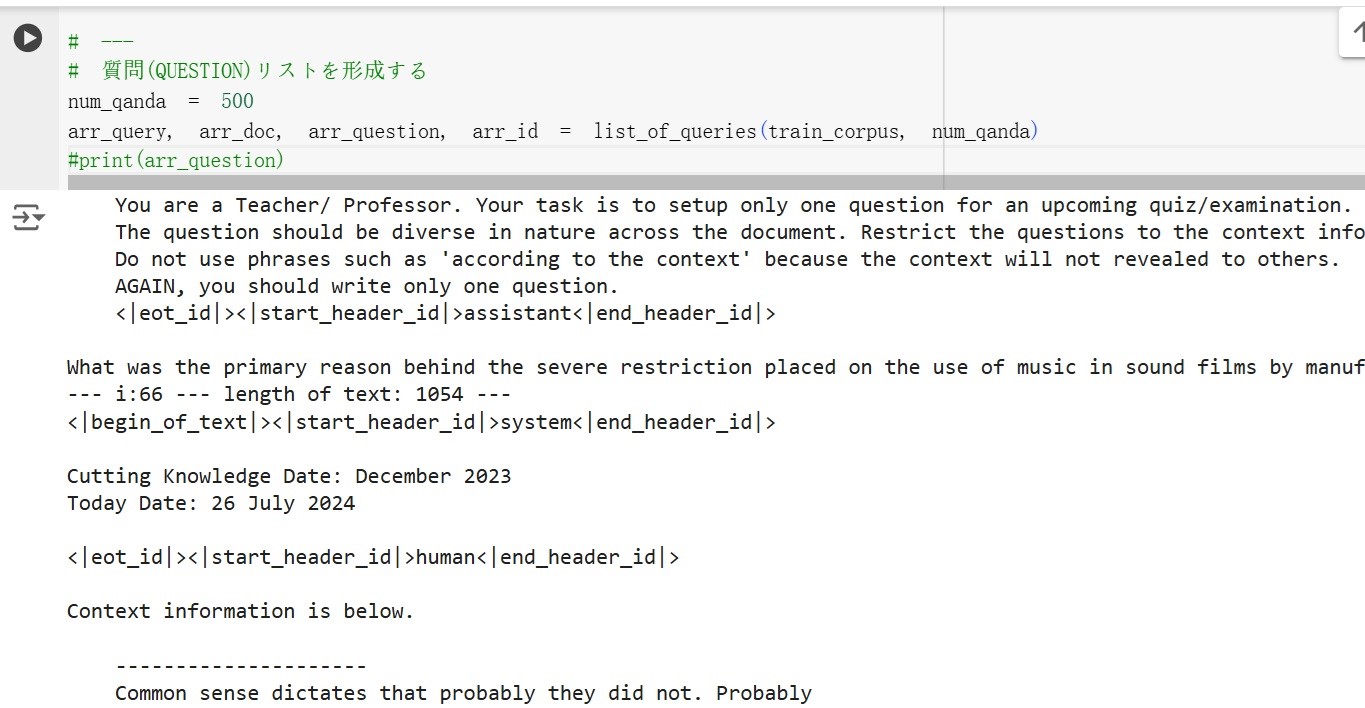 # ---
# 質問(QUESTION)リストを形成する
num_qanda = 500
arr_query, arr_doc, arr_question, arr_id = list_of_queries(train_corpus, num_qanda)
#print(arr_question)
You are a Teacher/ Professor. Your task is to setup only one question for an upcoming quiz/examination.
The question should be diverse in nature across the document. Restrict the questions to the context info
Do not use phrases such as 'according to the context' because the context will not revealed to others.
AGAIN, you should write only one question.
<|eot_id|><|start_header_id|>assistant<|end_header_id|>
What was the primary reason behind the severe restriction placed on the use of music in sound films by manuf
--- i:66 --- length of text: 1054 ---
<|begin_of_text|><|start_header_id|>system<|end_header_id|>
Cutting Knowledge Date: December 2023
Today Date: 26 July 2024
<|eot_id|><|start_header_id|>human<|end_header_id|>
Context information is below.
---------------------
Common sense dictates that probably they did not. Probably